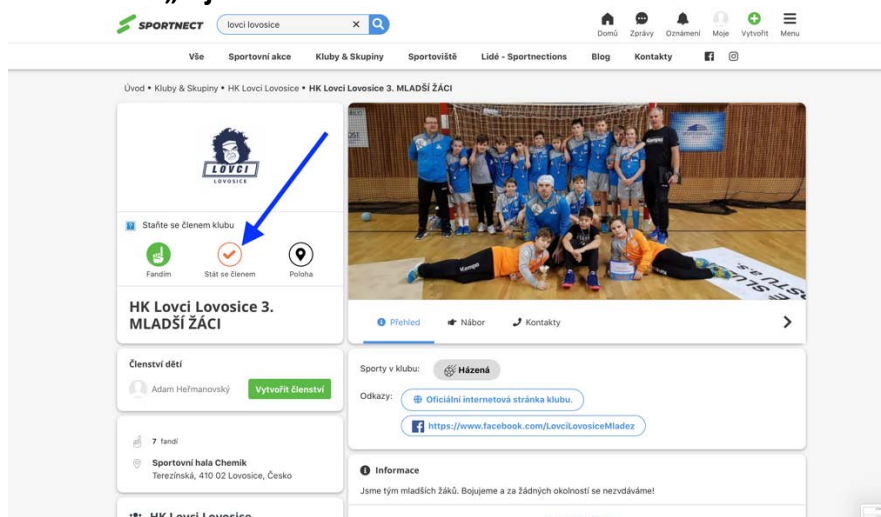 SPORTNECT
lovci lovosice
Domů Zprávy Oznámení Moje Vytvořit Menu
Vše Sportovní akce Kluby & Skupiny Sportoviště Lidé - Sportnections Blog Kontakty
Úvod • Kluby & Skupiny • HK Lovci Lovosice • HK Lovci Lovosice 3. MLADŠÍ ŽÁCI
LOVCI
LOVOSICE
Staňte se členem klubu
Fandím Stát se členem Poloha
HK Lovci Lovosice 3.
MLADŠÍ ŽÁCI
Přehled Nábor Kontakty
Členství dětí
Adam Heřmanovský Vytvořit členství
7 fandí
Sportovní hala Chemik
Terezínská, 410 02 Lovosice, Česko
HK Lovci Lovosice
Sporty v klubu: Házená
Odkazy: Oficiální internetová stránka klubu.
https://www.facebook.com/LovciLovosiceMladez
Informace
Jsme tým mladších žáků. Bojujeme a za žádných okolností se nezvdáváme!